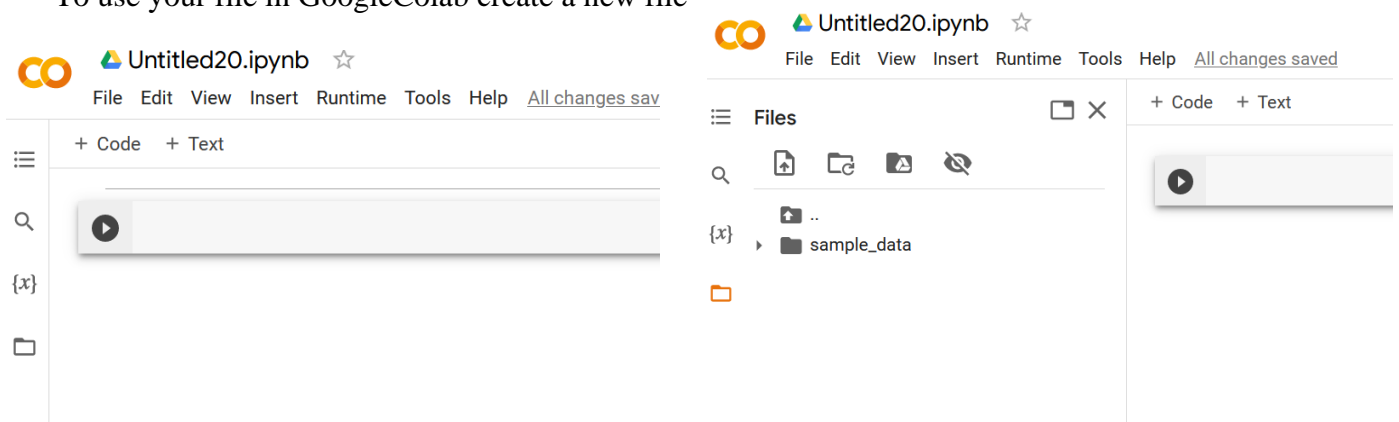 To use your file in GoogleColab create a new file
Untitled20.ipynb
File Edit View Insert Runtime Tools Help All changes sav
+ Code + Text
{x}
Untitled20.ipynb
File Edit View Insert Runtime Tools Help All changes saved
Files
+ Code + Text
..
{x}
sample_data